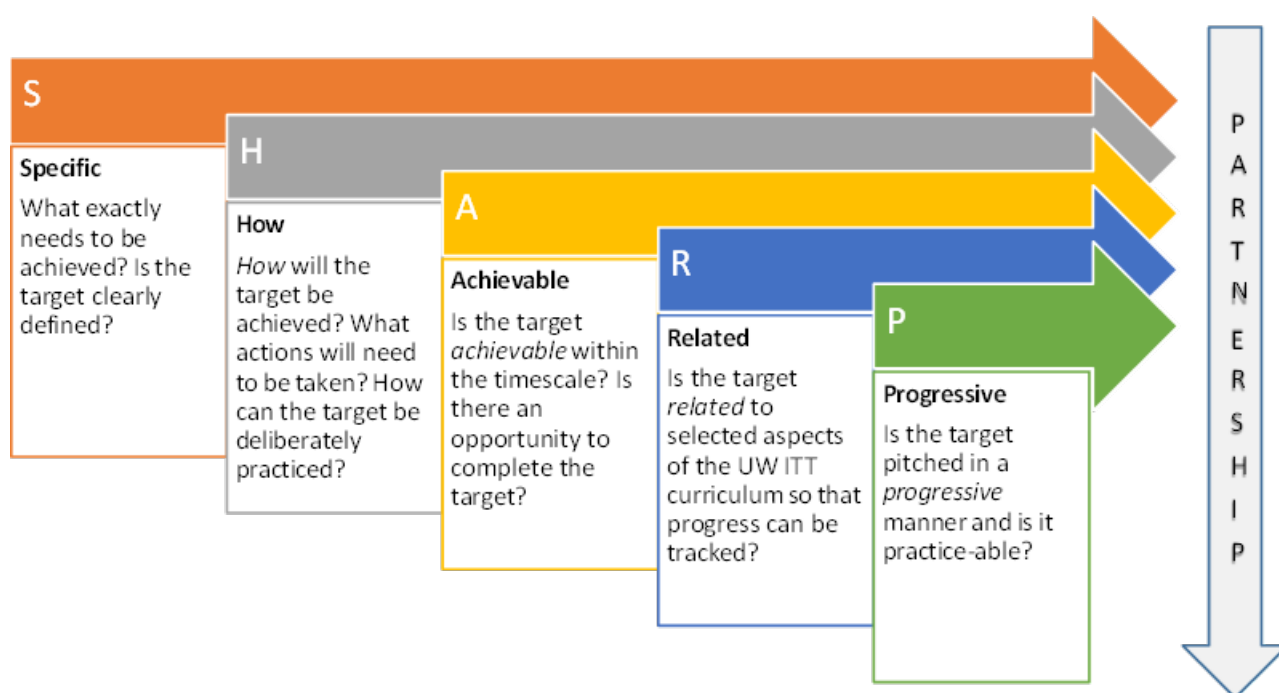 S
Specific
What exactly
needs to be
achieved? Is the
target clearly
defined?
H
How
How will the
target be
achieved? What
actions will need
to be taken? How
can the target be
deliberately
practiced?
A
Achievable
Is the target
achievable within
the timescale? Is
there an
opportunity to
complete the
target?
R
Related
Is the target
related to
selected aspects
of the UW ITT
curriculum so that
progress can be
tracked?
P
Progressive
Is the target
pitched in a
progressive
manner and is it
practice-able?
P
A
R
T
N
E
R
S
H
I
P